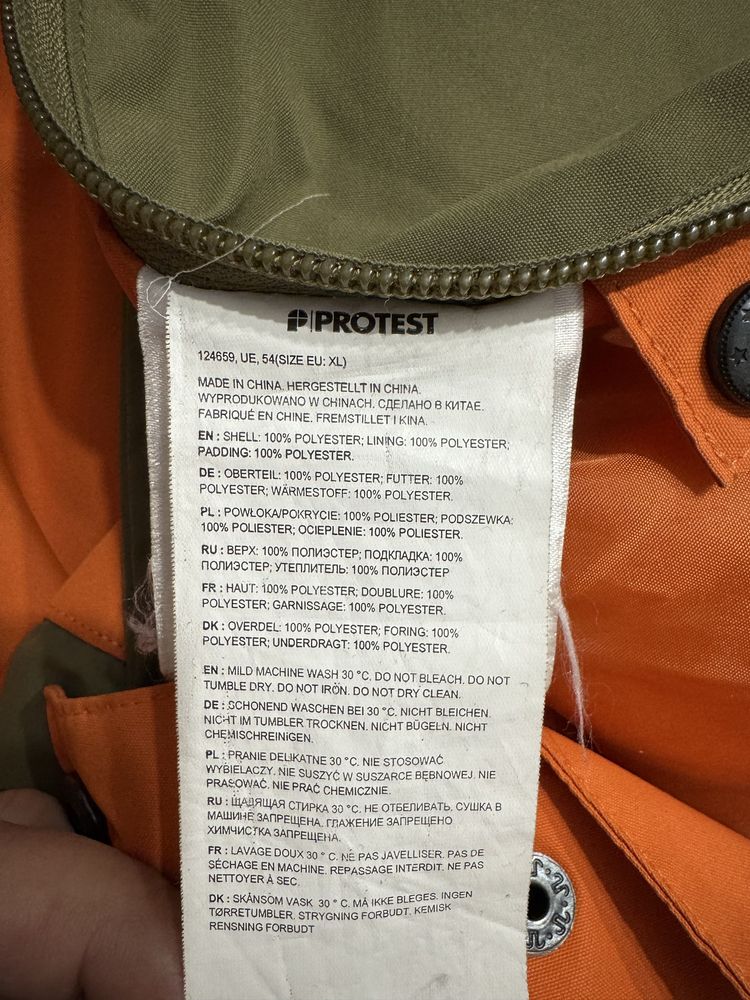 PROTEST
124659, UE, 54(SIZE EU: XL)
MADE IN CHINA. HERGESTELLT IN CHINA.
WYPRODUKOWANO W CHINACH. СДЕЛАНО В КИТАЕ.
FABRIQUÉ EN CHINE. FREMSTILLET I KINA.
EN : SHELL: 100% POLYESTER; LINING: 100% POLYESTER;
PADDING: 100% POLYESTER.
DE : OBERTEIL: 100% POLYESTER; FUTTER: 100%
POLYESTER; WÄRMESTOFF: 100% POLYESTER.
PL : POWŁOKA/POKRYCIE: 100% POLIESTER; PODSZEWKA:
100% POLIESTER; OCIEPLENIE: 100% POLIESTER.
RU : ВЕРХ: 100% ПОЛИЭСТЕР; ПОДКЛАДКА: 100%
ПОЛИЭСТЕР; УТЕПЛИТЕЛЬ: 100% ПОЛИЭСТЕР
FR : HAUT: 100% POLYESTER; DOUBLURE: 100%
POLYESTER; GARNISSAGE: 100% POLYESTER.
DK : OVERDEL: 100% POLYESTER; FORING: 100%
POLYESTER; UNDERDRAGT: 100% POLYESTER.
EN : MILD MACHINE WASH 30 °C. DO NOT BLEACH. DO NOT
TUMBLE DRY. DO NOT IRON. DO NOT DRY CLEAN.
DE : SCHONEND WASCHEN BEI 30 °C. NICHT BLEICHEN.
NICHT IM TUMBLER TROCKNEN. NICHT BÜGELN. NICHT
CHEMISCHREINIGEN.
PL : PRANIE DELIKATNE 30 °C. NIE STOSOWAĆ
WYBIELACZY. NIE SUSZYĆ W SUSZARCE BĘBNOWEJ. NIE
PRASOWAĆ. NIE PRAĆ CHEMICZNIE.
RU : ЩАДЯЩАЯ СТИРКА 30 °C. НЕ ОТБЕЛИВАТЬ. СУШКА В
МАШИНЕ ЗАПРЕЩЕНА. ГЛАЖЕНИЕ ЗАПРЕЩЕНО
ХИМЧИСТКА ЗАПРЕЩЕНА.
FR : LAVAGE DOUX 30 °C. NE PAS JAVELLISER. PAS DE
SÉCHAGE EN MACHINE. REPASSAGE INTERDIT. NE PAS
NETTOYER À SEC.
DK : SKÅNSOM VASK 30 °C. MÅ IKKE BLEGES. INGEN
TØRRETUMBLER. STRYGNING FORBUDT. KEMISK
RENSNING FORBUDT